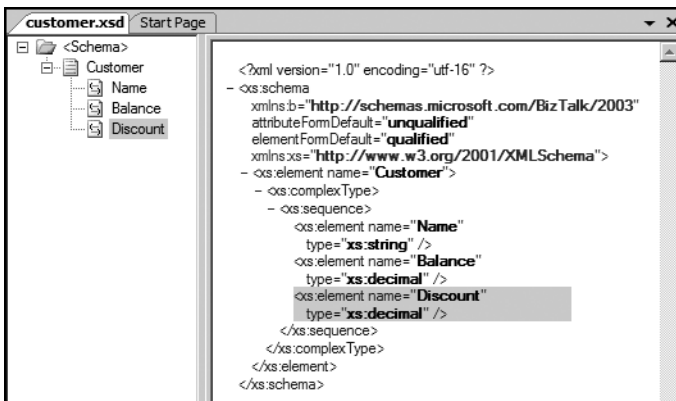 customer.xsd Start Page
<Schema>
Customer
Name
Balance
Discount
<?xml version="1.0" encoding="utf-16" ?>
- <xs:schema
xmlns:b="http://schemas.microsoft.com/BizTalk/2003"
attributeFormDefault="unqualified"
elementFormDefault="qualified"
xmlns:xs="http://www.w3.org/2001/XMLSchema">
- <xs:element name="Customer">
- <xs:complexType>
- <xs:sequence>
<xs:element name="Name"
type="xs:string" />
<xs:element name="Balance"
type="xs:decimal" />
<xs:element name="Discount"
type="xs:decimal" />
</xs:sequence>
</xs:complexType>
</xs:element>
</xs:schema>